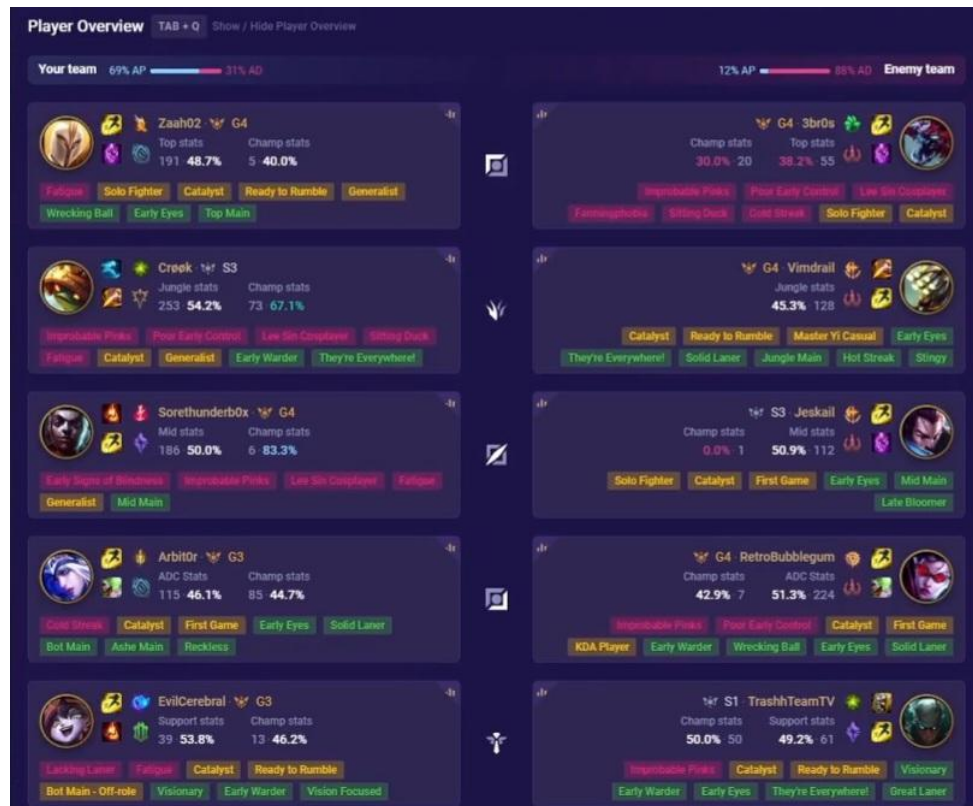 Player Overview TAB + Q Show / Hide Player Overview
Your team 69% AP 31% AD
12% AP 88% AD Enemy team
Zaah02 G4
Top stats Champ stats
191 48.7% 5 40.0%
Fatigue Solo Fighter Catalyst Ready to Rumble Generalist
Wrecking Ball Early Eyes Top Main
G4 3br0s
Champ stats Top stats
30.0% 20 38.2% 55
Improbable Pinks Poor Early Control Lee Sin Cosplayer
Fanningphobia Sitting Duck Cold Streak Solo Fighter Catalyst
Crøøk S3
Jungle stats Champ stats
253 54.2% 73 67.1%
Improbable Pinks Poor Early Control Lee Sin Cosplayer Sitting Duck
Fatigue Catalyst Generalist Early Warder They're Everywhere!
G4 Vimdrail
Jungle stats
45.3% 128
Catalyst Ready to Rumble Master Yi Casual Early Eyes
They're Everywhere! Solid Laner Jungle Main Hot Streak Stingy
Sorethunderb0x G4
Mid stats Champ stats
186 50.0% 6 83.3%
Early Signs of Blindness Improbable Pinks Lee Sin Cosplayer Fatigue
Generalist Mid Main
S3 Jeskail
Champ stats Mid stats
0.0% 1 50.9% 112
Solo Fighter Catalyst First Game Early Eyes Mid Main
Late Bloomer
Arbit0r G3
ADC Stats Champ stats
115 46.1% 85 44.7%
Cold Streak Catalyst First Game Early Eyes Solid Laner
Bot Main Ashe Main Reckless
G4 RetroBubblegum
Champ stats ADC Stats
42.9% 7 51.3% 224
Improbable Pinks Poor Early Control Catalyst First Game
KDA Player Early Warder Wrecking Ball Early Eyes Solid Laner
EvilCerebral G3
Support stats Champ stats
39 53.8% 13 46.2%
Lacking Laner Fatigue Catalyst Ready to Rumble
Bot Main - Off-role Visionary Early Warder Vision Focused
S1 TrashhTeamTV
Champ stats Support stats
50.0% 50 49.2% 61
Improbable Pinks Catalyst Ready to Rumble Visionary
Early Warder Early Eyes They're Everywhere! Great Laner